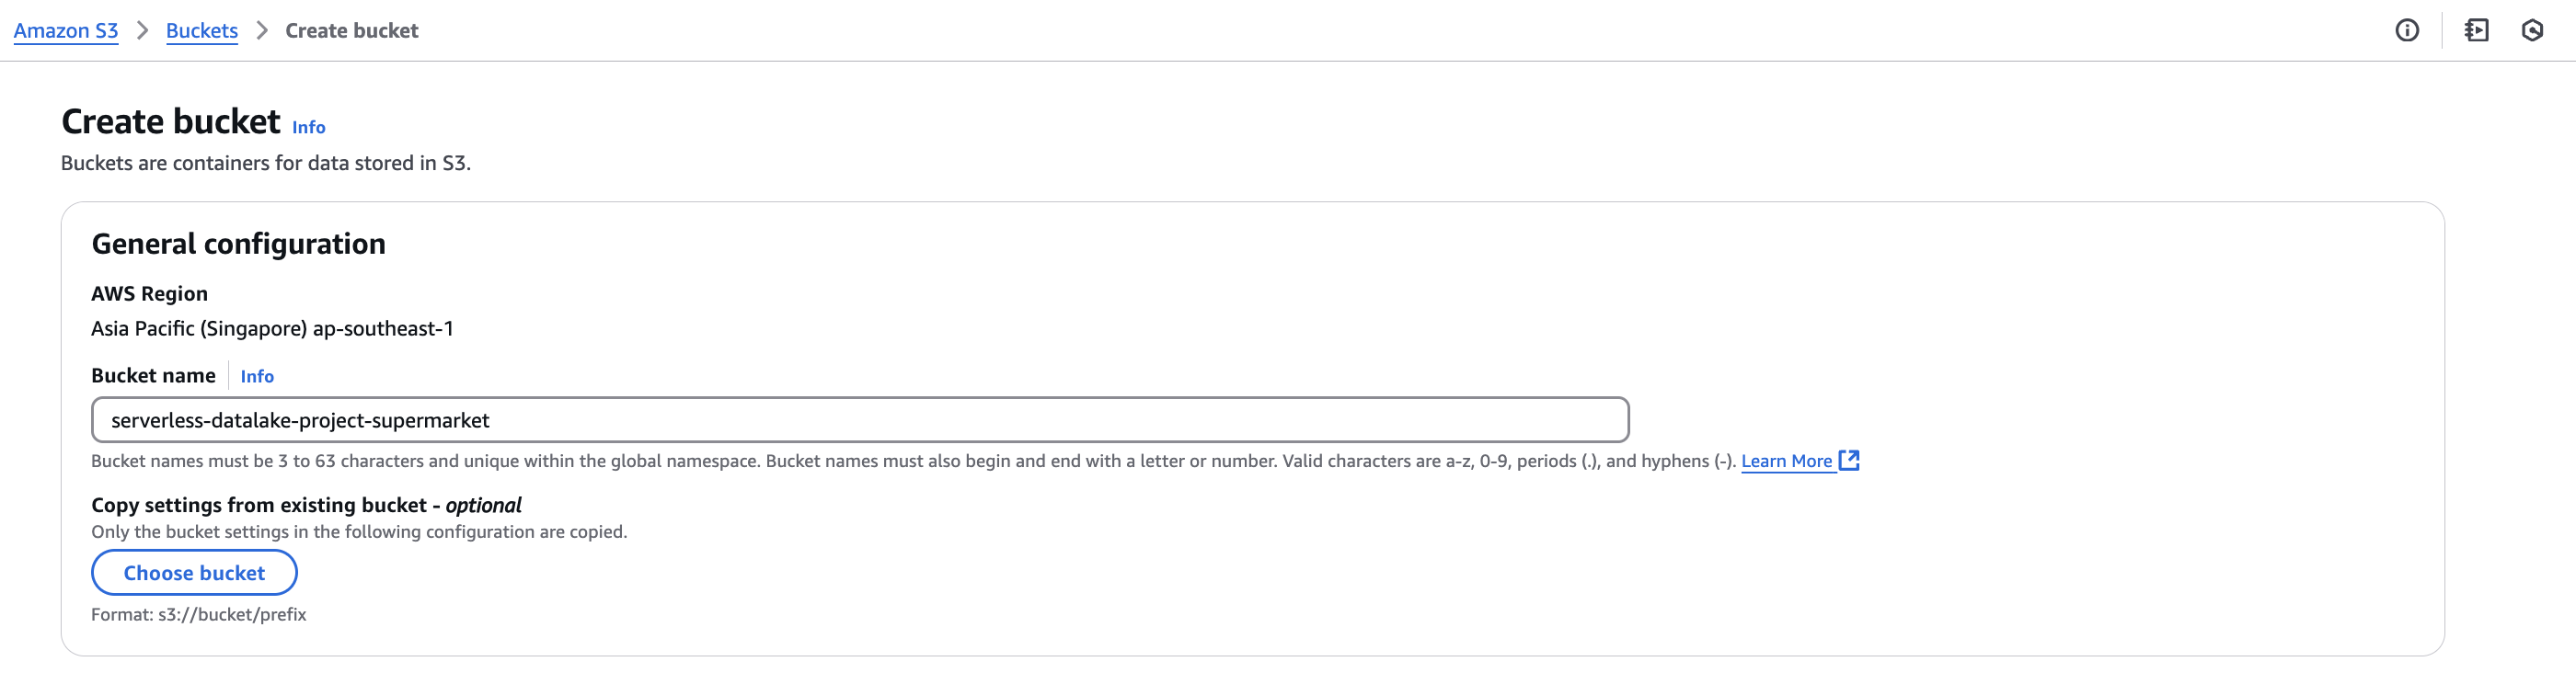 Amazon S3 > Buckets > Create bucket
Create bucket Info
Buckets are containers for data stored in S3.
General configuration
AWS Region
Asia Pacific (Singapore) ap-southeast-1
Bucket name Info
serverless-datalake-project-supermarket
Bucket names must be 3 to 63 characters and unique within the global namespace. Bucket names must also begin and end with a letter or number. Valid characters are a-z, 0-9, periods (.), and hyphens (-). Learn More
Copy settings from existing bucket - optional
Only the bucket settings in the following configuration are copied.
Choose bucket
Format: s3://bucket/prefix